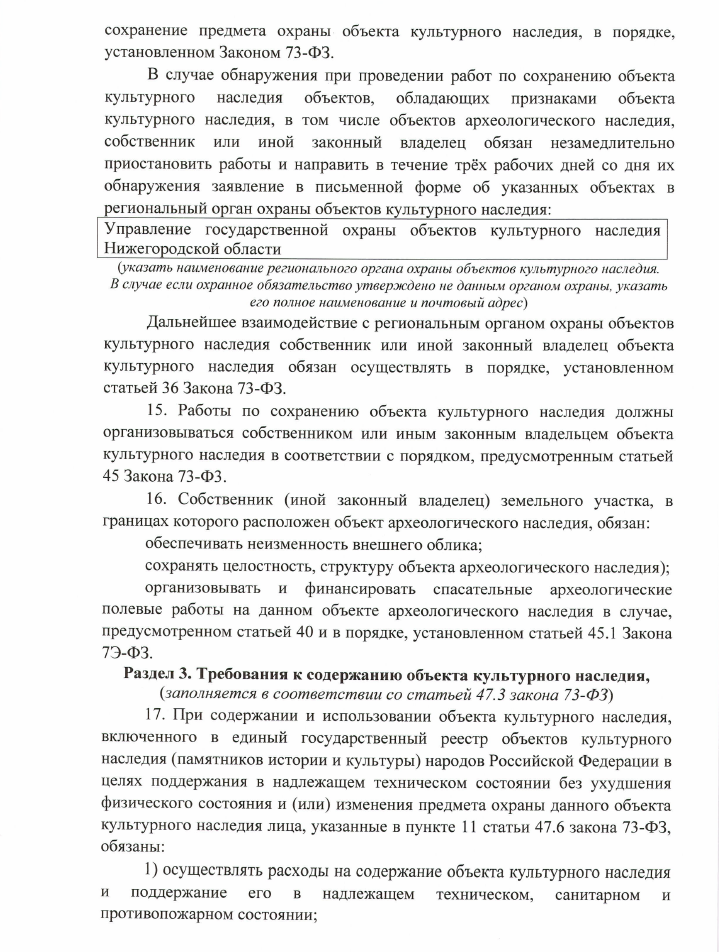 сохранение предмета охраны объекта культурного наследия, в порядке,
установленном Законом 73-ФЗ.
В случае обнаружения при проведении работ по сохранению объекта
культурного наследия объектов, обладающих признаками объекта
культурного наследия, в том числе объектов археологического наследия,
собственник или иной законный владелец обязан незамедлительно
приостановить работы и направить в течение трёх рабочих дней со дня их
обнаружения заявление в письменной форме об указанных объектах в
региональный орган охраны объектов культурного наследия:
Управление государственной охраны объектов культурного наследия
Нижегородской области
(указать наименование регионального органа охраны объектов культурного наследия.
В случае если охранное обязательство утверждено не данным органом охраны, указать
его полное наименование и почтовый адрес)
Дальнейшее взаимодействие с региональным органом охраны объектов
культурного наследия собственник или иной законный владелец объекта
культурного наследия обязан осуществлять в порядке, установленном
статьей 36 Закона 73-ФЗ.
15. Работы по сохранению объекта культурного наследия должны
организовываться собственником или иным законным владельцем объекта
культурного наследия в соответствии с порядком, предусмотренным статьей
45 Закона 73-ФЗ.
16. Собственник (иной законный владелец) земельного участка, в
границах которого расположен объект археологического наследия, обязан:
обеспечивать неизменность внешнего облика;
сохранять целостность, структуру объекта археологического наследия);
организовывать и финансировать спасательные археологические
полевые работы на данном объекте археологического наследия в случае,
предусмотренном статьей 40 и в порядке, установленном статьей 45.1 Закона
7Э-ФЗ.
Раздел 3. Требования к содержанию объекта культурного наследия,
(заполняется в соответствии со статьей 47.3 закона 73-ФЗ)
17. При содержании и использовании объекта культурного наследия,
включенного в единый государственный реестр объектов культурного
наследия (памятников истории и культуры) народов Российской Федерации в
целях поддержания в надлежащем техническом состоянии без ухудшения
физического состояния и (или) изменения предмета охраны данного объекта
культурного наследия лица, указанные в пункте 11 статьи 47.6 закона 73-ФЗ,
обязаны:
1) осуществлять расходы на содержание объекта культурного наследия
и поддержание его в надлежащем техническом, санитарном и
противопожарном состоянии;